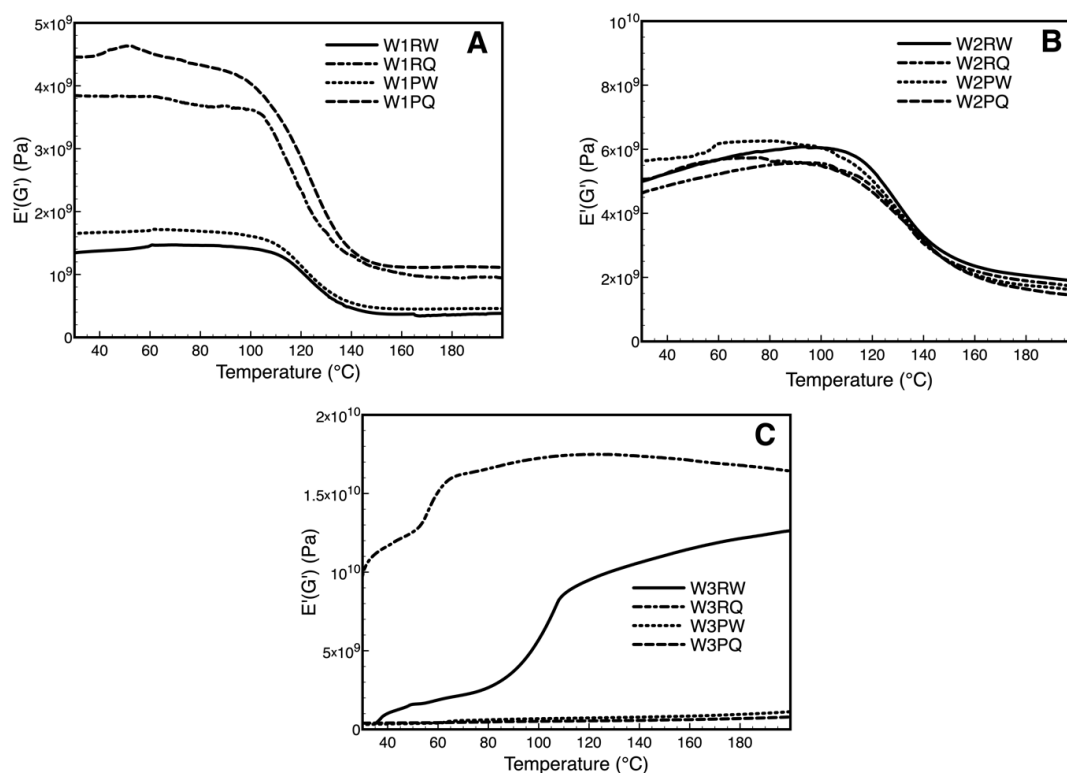 A
5×10⁹
4×10⁹
3×10⁹
2×10⁹
1×10⁹
0
E'(G') (Pa)
W1RW
W1RQ
W1PW
W1PQ
40 60 80 100 120 140 160 180
Temperature (°C)
B
10¹⁰
8×10⁹
6×10⁹
4×10⁹
2×10⁹
0
E'(G') (Pa)
W2RW
W2RQ
W2PW
W2PQ
40 60 80 100 120 140 160 180
Temperature (°C)
C
2×10¹⁰
1.5×10¹⁰
10¹⁰
5×10⁹
0
E'(G') (Pa)
W3RW
W3RQ
W3PW
W3PQ
40 60 80 100 120 140 160 180
Temperature (°C)